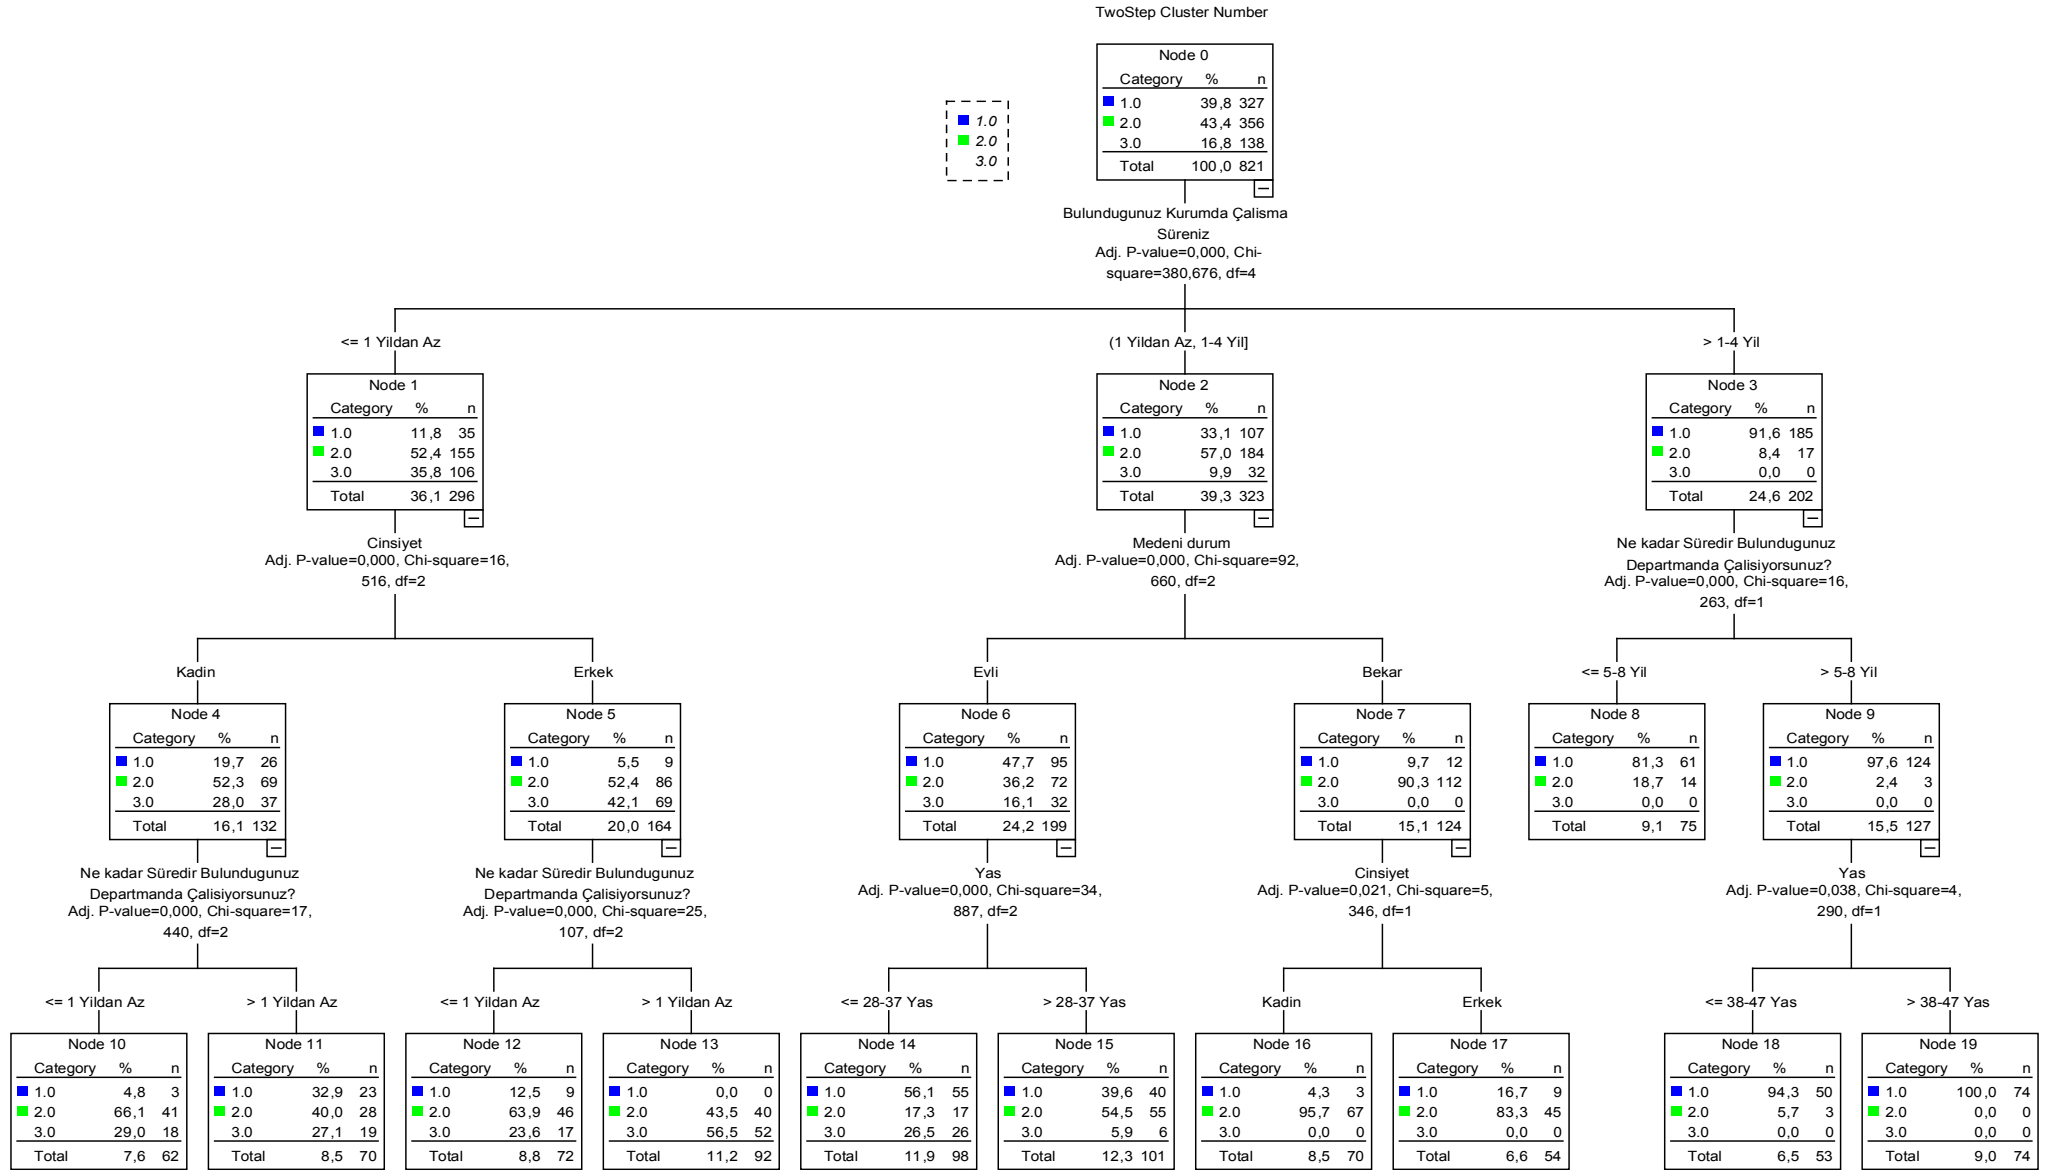 TwoStep Cluster Number
Node 0
Category % n
1.0 39,8 327
2.0 43,4 356
3.0 16,8 138
Total 100,0 821
1.0
2.0
3.0
Bulundugunuz Kurumda Çalisma
Süreniz
Adj. P-value=0,000, Chi-
square=380,676, df=4
<= 1 Yildan Az
(1 Yildan Az, 1-4 Yil]
> 1-4 Yil
Node 1
Category % n
1.0 11,8 35
2.0 52,4 155
3.0 35,8 106
Total 36,1 296
Node 2
Category % n
1.0 33,1 107
2.0 57,0 184
3.0 9,9 32
Total 39,3 323
Node 3
Category % n
1.0 91,6 185
2.0 8,4 17
3.0 0,0 0
Total 24,6 202
Cinsiyet
Adj. P-value=0,000, Chi-square=16,
516, df=2
Medeni durum
Adj. P-value=0,000, Chi-square=92,
660, df=2
Ne kadar Süredir Bulundugunuz
Departmanda Çalisiyorsunuz?
Adj. P-value=0,000, Chi-square=16,
263, df=1
Kadin
Erkek
Evli
Bekar
<= 5-8 Yil
> 5-8 Yil
Node 4
Category % n
1.0 19,7 26
2.0 52,3 69
3.0 28,0 37
Total 16,1 132
Node 5
Category % n
1.0 5,5 9
2.0 52,4 86
3.0 42,1 69
Total 20,0 164
Node 6
Category % n
1.0 47,7 95
2.0 36,2 72
3.0 16,1 32
Total 24,2 199
Node 7
Category % n
1.0 9,7 12
2.0 90,3 112
3.0 0,0 0
Total 15,1 124
Node 8
Category % n
1.0 81,3 61
2.0 18,7 14
3.0 0,0 0
Total 9,1 75
Node 9
Category % n
1.0 97,6 124
2.0 2,4 3
3.0 0,0 0
Total 15,5 127
Ne kadar Süredir Bulundugunuz
Departmanda Çalisiyorsunuz?
Adj. P-value=0,000, Chi-square=17,
440, df=2
Ne kadar Süredir Bulundugunuz
Departmanda Çalisiyorsunuz?
Adj. P-value=0,000, Chi-square=25,
107, df=2
Yas
Adj. P-value=0,000, Chi-square=34,
887, df=2
Cinsiyet
Adj. P-value=0,021, Chi-square=5,
346, df=1
Yas
Adj. P-value=0,038, Chi-square=4,
290, df=1
<= 1 Yildan Az
> 1 Yildan Az
<= 1 Yildan Az
> 1 Yildan Az
<= 28-37 Yas
> 28-37 Yas
Kadin
Erkek
<= 38-47 Yas
> 38-47 Yas
Node 10
Category % n
1.0 4,8 3
2.0 66,1 41
3.0 29,0 18
Total 7,6 62
Node 11
Category % n
1.0 32,9 23
2.0 40,0 28
3.0 27,1 19
Total 8,5 70
Node 12
Category % n
1.0 12,5 9
2.0 63,9 46
3.0 23,6 17
Total 8,8 72
Node 13
Category % n
1.0 0,0 0
2.0 43,5 40
3.0 56,5 52
Total 11,2 92
Node 14
Category % n
1.0 56,1 55
2.0 17,3 17
3.0 26,5 26
Total 11,9 98
Node 15
Category % n
1.0 39,6 40
2.0 54,5 55
3.0 5,9 6
Total 12,3 101
Node 16
Category % n
1.0 4,3 3
2.0 95,7 67
3.0 0,0 0
Total 8,5 70
Node 17
Category % n
1.0 16,7 9
2.0 83,3 45
3.0 0,0 0
Total 6,6 54
Node 18
Category % n
1.0 94,3 50
2.0 5,7 3
3.0 0,0 0
Total 6,5 53
Node 19
Category % n
1.0 100,0 74
2.0 0,0 0
3.0 0,0 0
Total 9,0 74